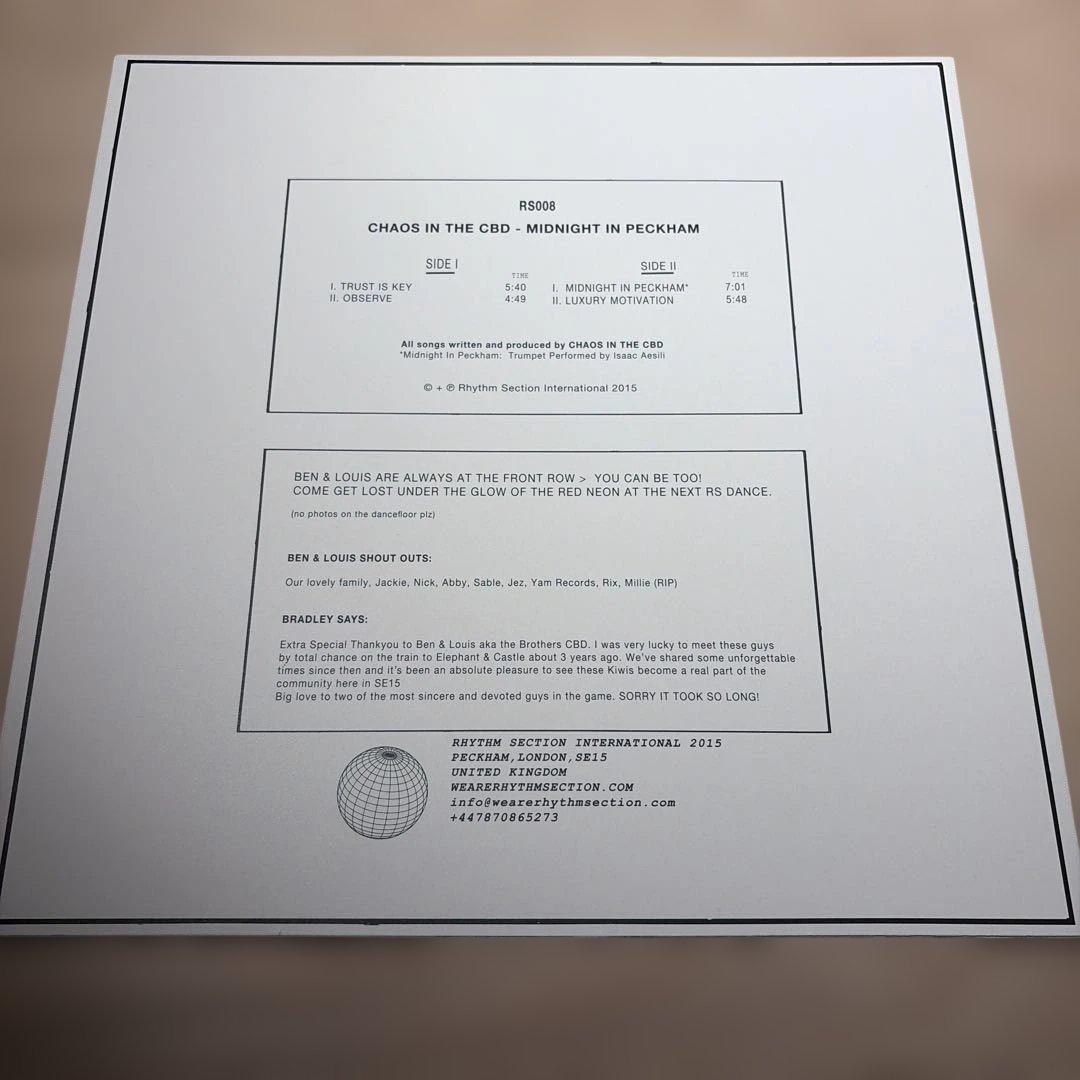 RS008
CHAOS IN THE CBD - MIDNIGHT IN PECKHAM
SIDE I
TIME
I. TRUST IS KEY 5:40
II. OBSERVE 4:49
SIDE II
TIME
I. MIDNIGHT IN PECKHAM* 7:01
II. LUXURY MOTIVATION 5:48
All songs written and produced by CHAOS IN THE CBD
*Midnight In Peckham: Trumpet Performed by Isaac Aesili
© + ℗ Rhythm Section International 2015
BEN & LOUIS ARE ALWAYS AT THE FRONT ROW > YOU CAN BE TOO!
COME GET LOST UNDER THE GLOW OF THE RED NEON AT THE NEXT RS DANCE.
(no photos on the dancefloor plz)
BEN & LOUIS SHOUT OUTS:
Our lovely family, Jackie, Nick, Abby, Sable, Jez, Yam Records, Rix, Millie (RIP)
BRADLEY SAYS:
Extra Special Thankyou to Ben & Louis aka the Brothers CBD. I was very lucky to meet these guys
by total chance on the train to Elephant & Castle about 3 years ago. We've shared some unforgettable
times since then and it's been an absolute pleasure to see these Kiwis become a real part of the
community here in SE15
Big love to two of the most sincere and devoted guys in the game. SORRY IT TOOK SO LONG!
RHYTHM SECTION INTERNATIONAL 2015
PECKHAM,LONDON,SE15
UNITED KINGDOM
WEARERHYTHMSECTION.COM
info@wearerhythmsection.com
+447870865273